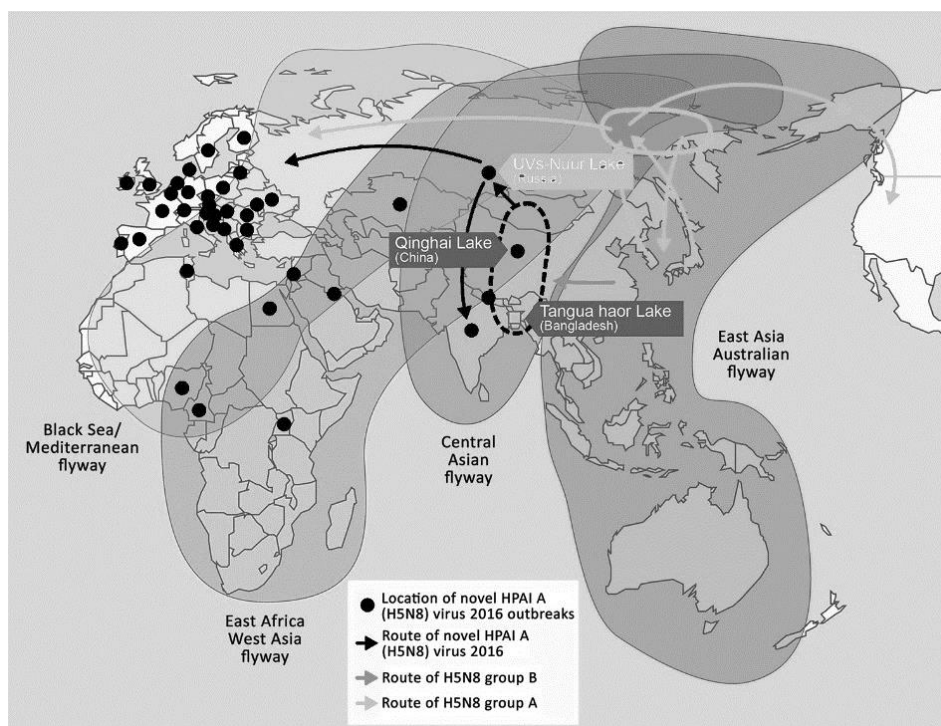 UVs-Nuur Lake
(Russia)
Qinghai Lake
(China)
Tangua haor Lake
(Bangladesh)
East Asia
Australian
flyway
Black Sea/
Mediterranean
flyway
Central
Asian
flyway
East Africa
West Asia
flyway
Location of novel HPAI A
(H5N8) virus 2016 outbreaks
Route of novel HPAI A
(H5N8) virus 2016
Route of H5N8 group B
Route of H5N8 group A